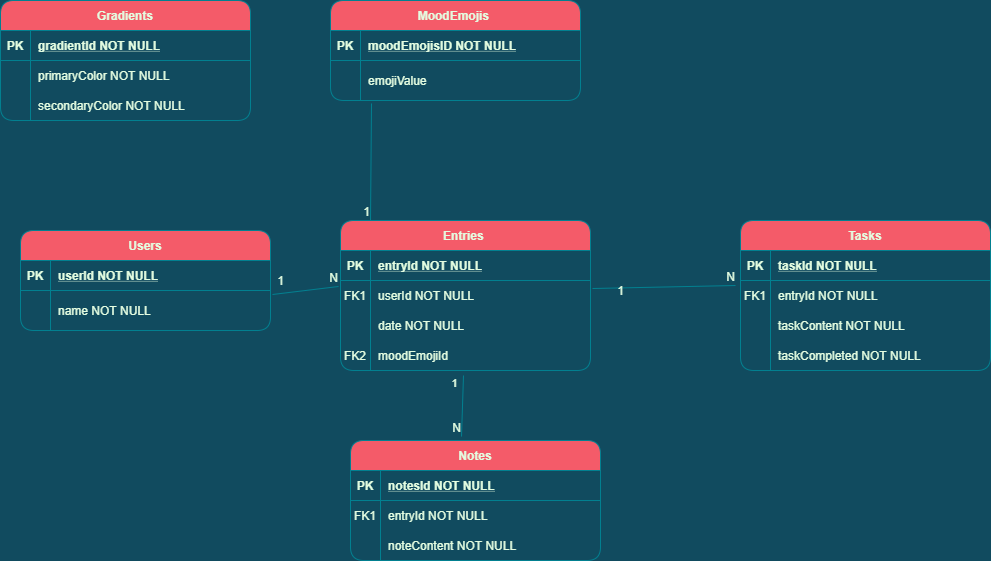 Gradients
PK gradientId NOT NULL
primaryColor NOT NULL
secondaryColor NOT NULL
MoodEmojis
PK moodEmojisID NOT NULL
emojiValue
1
Users
PK userId NOT NULL
name NOT NULL
1
N
Entries
PK entryId NOT NULL
FK1 userId NOT NULL
date NOT NULL
FK2 moodEmojiId
1
N
Tasks
PK taskId NOT NULL
FK1 entryId NOT NULL
taskContent NOT NULL
taskCompleted NOT NULL
1
N
Notes
PK notesId NOT NULL
FK1 entryId NOT NULL
noteContent NOT NULL